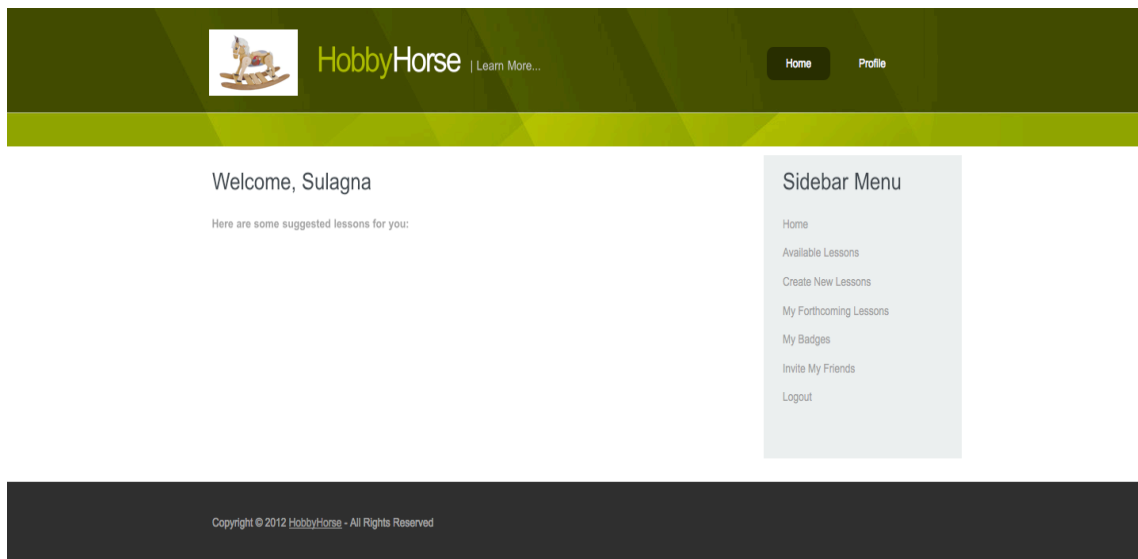 HobbyHorse | Learn More...
Home
Profile
Welcome, Sulagna
Here are some suggested lessons for you:
Sidebar Menu
Home
Available Lessons
Create New Lessons
My Forthcoming Lessons
My Badges
Invite My Friends
Logout
Copyright © 2012 HobbyHorse - All Rights Reserved